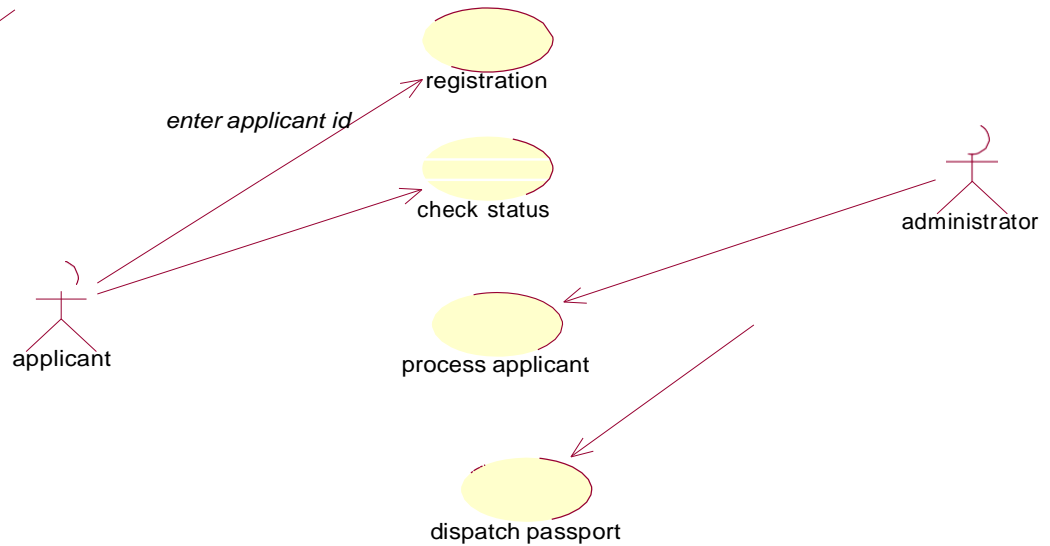 registration
enter applicant id
check status
administrator
applicant
process applicant
dispatch passport